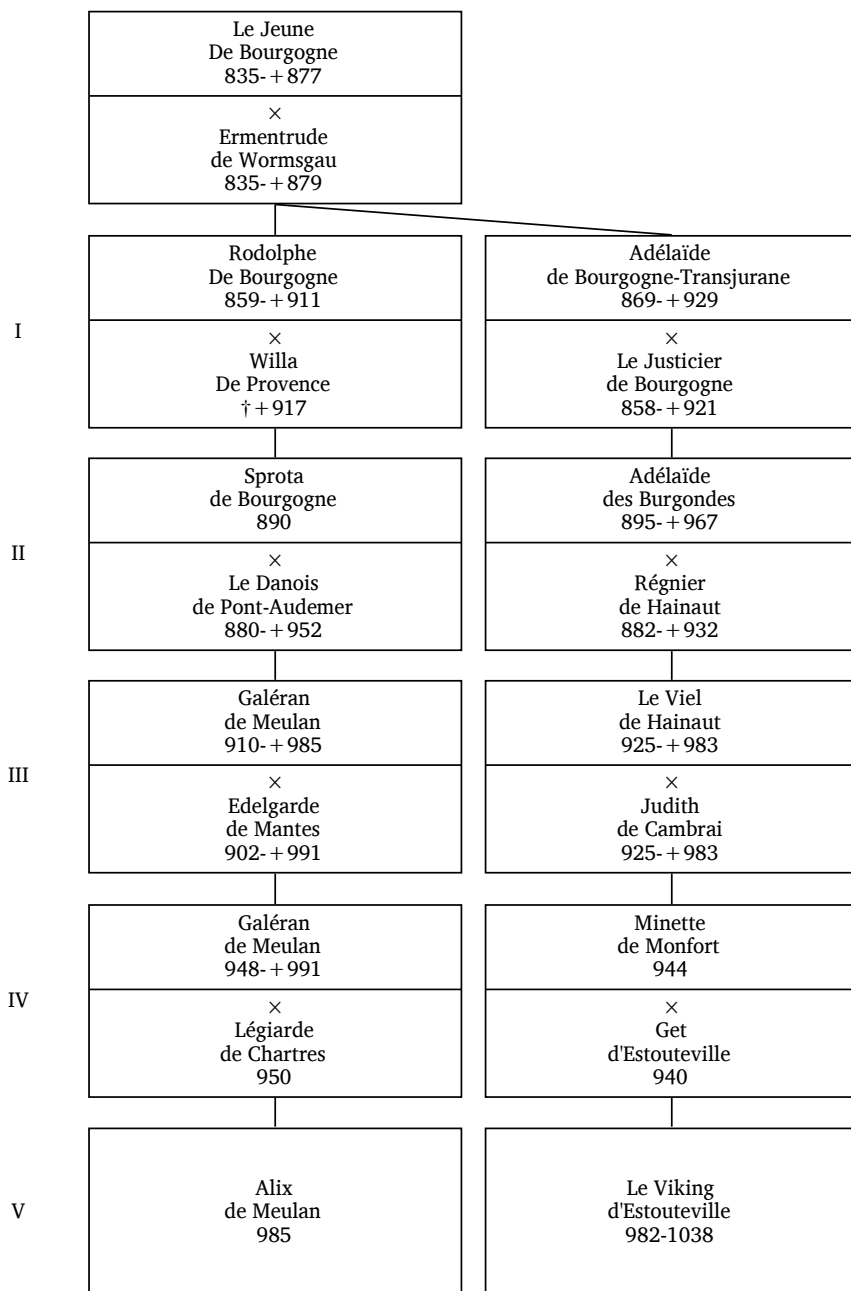 Le Jeune
De Bourgogne
835-+877
×
Ermentrude
de Wormsgau
835-+879
I
Rodolphe
De Bourgogne
859-+911
×
Willa
De Provence
†+917
Adélaïde
de Bourgogne-Transjurane
869-+929
×
Le Justicier
de Bourgogne
858-+921
II
Sprota
de Bourgogne
890
×
Le Danois
de Pont-Audemer
880-+952
Adélaïde
des Burgondes
895-+967
×
Régnier
de Hainaut
882-+932
III
Galéran
de Meulan
910-+985
×
Edelgarde
de Mantes
902-+991
Le Viel
de Hainaut
925-+983
×
Judith
de Cambrai
925-+983
IV
Galéran
de Meulan
948-+991
×
Légiarde
de Chartres
950
Minette
de Monfort
944
×
Get
d'Estouteville
940
V
Alix
de Meulan
985
Le Viking
d'Estouteville
982-1038